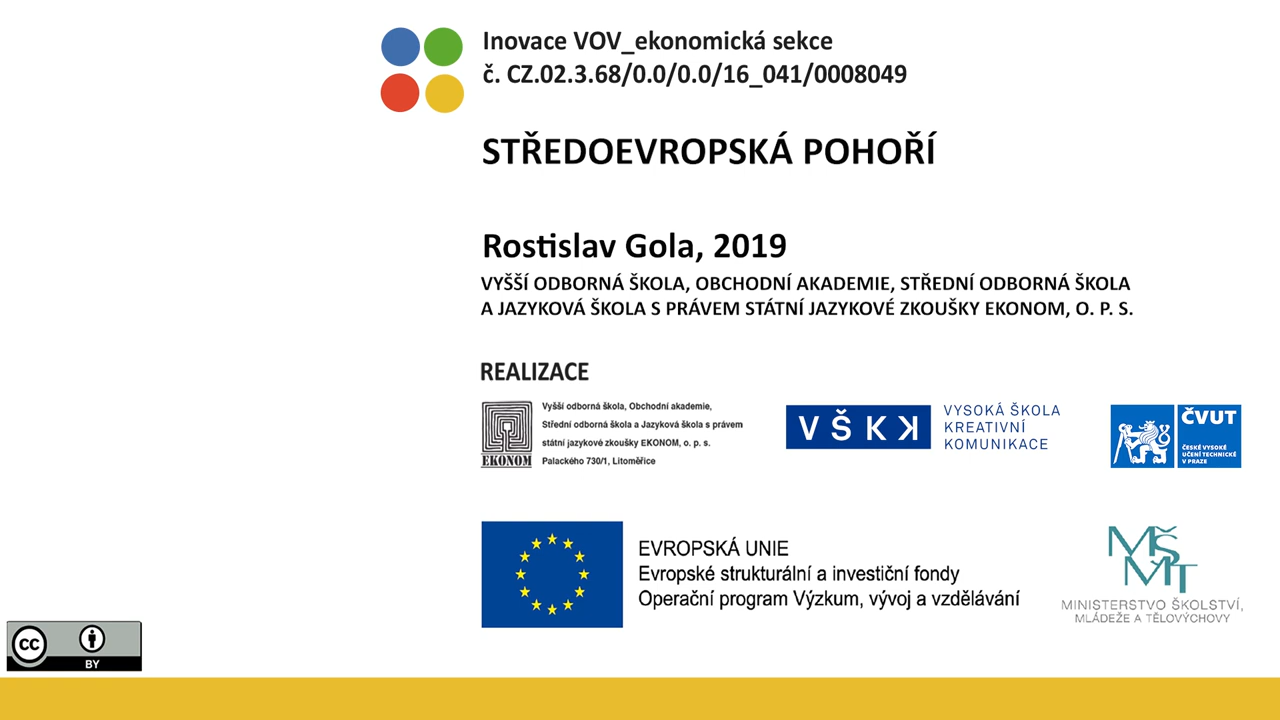 Inovace VOV_ekonomická sekce
č. CZ.02.3.68/0.0/0.0/16_041/0008049
STŘEDOEVROPSKÁ POHOŘÍ
Rostislav Gola, 2019
VYŠŠÍ ODBORNÁ ŠKOLA, OBCHODNÍ AKADEMIE, STŘEDNÍ ODBORNÁ ŠKOLA
A JAZYKOVÁ ŠKOLA S PRÁVEM STÁTNÍ JAZYKOVÉ ZKOUŠKY EKONOM, O. P. S.
REALIZACE
Vyšší odborná škola, Obchodní akademie,
Střední odborná škola a Jazyková škola s právem
státní jazykové zkoušky EKONOM, o. p. s.
Palackého 730/1, Litoměřice
EKONOM
VŠKK
VYSOKÁ ŠKOLA
KREATIVNÍ
KOMUNIKACE
ČVUT
ČESKÉ VYSOKÉ
UČENÍ TECHNICKÉ
V PRAZE
EVROPSKÁ UNIE
Evropské strukturální a investiční fondy
Operační program Výzkum, vývoj a vzdělávání
MŠMT
MINISTERSTVO ŠKOLSTVÍ,
MLÁDEŽE A TĚLOVÝCHOVY
cc
BY